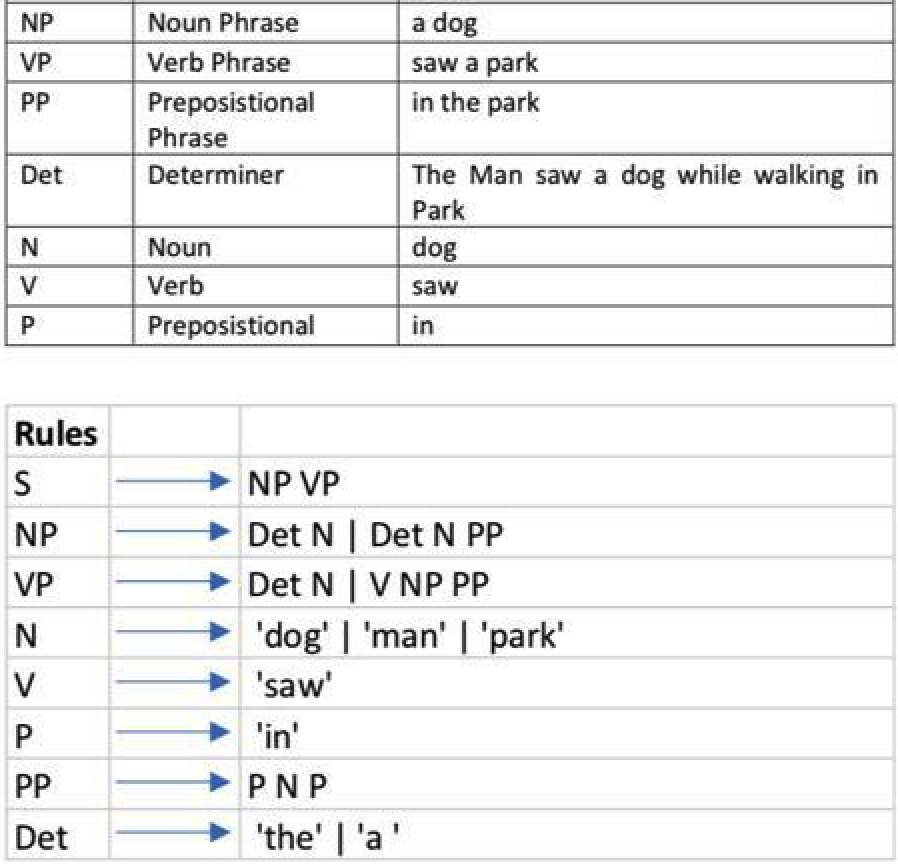 NP Noun Phrase a dog
VP Verb Phrase saw a park
PP Preposistional in the park
Phrase
Det Determiner The Man saw a dog while walking in
Park
N Noun dog
V Verb saw
P Preposistional in
Rules
S NP VP
NP Det N | Det N PP
VP Det N | V NP PP
N 'dog' | 'man' | 'park'
V 'saw'
P 'in'
PP P N P
Det 'the' | 'a '